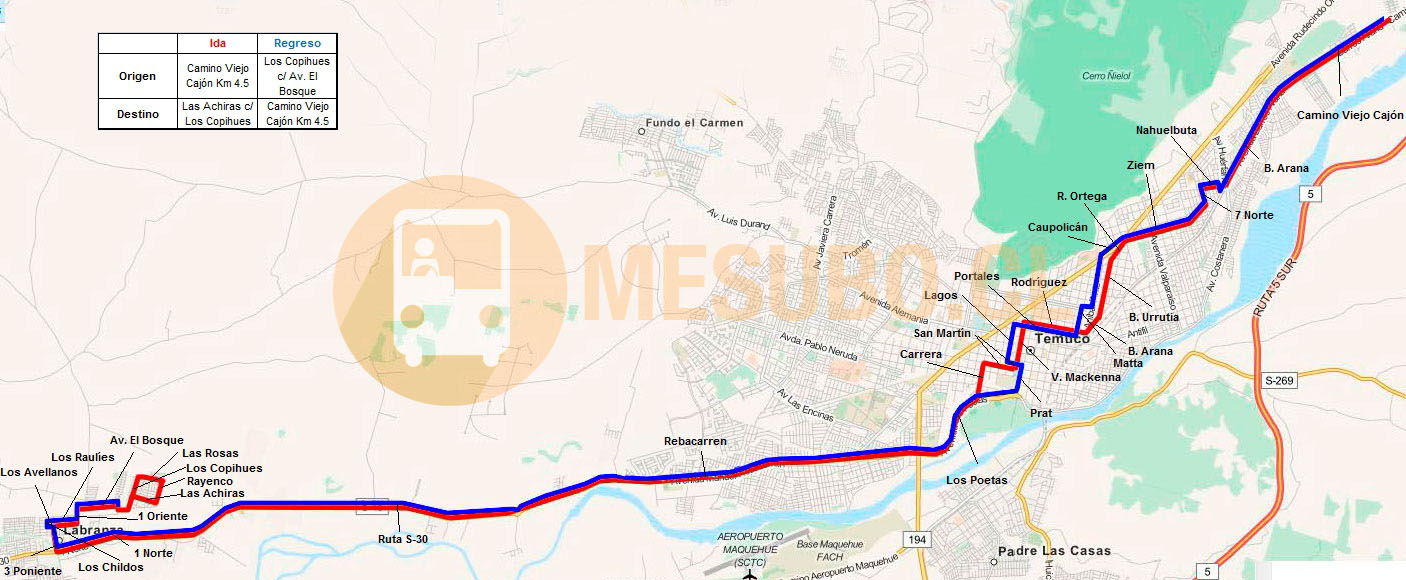 Ida
Regreso
Origen
Camino Viejo
Cajón Km 4.5
Los Copihues
c/ Av. El
Bosque
Destino
Las Achiras c/
Los Copihues
Camino Viejo
Cajón Km 4.5
Cerro Ñielol
Camino Viejo Cajón
Nahuelbuta
Fundo el Carmen
Ziem
B. Arana
5
R. Ortega
7 Norte
Caupolicán
Av. Luis Durand
Av Javiera Carrera
Tromén
Avenida Valparaíso
Av. Costanera
RUTA 5 SUR
MESUBO.CL
Portales
Rodríguez
Lagos
Avenida Alemania
B. Urrutia
Antifil
San Martín
Temuco
Avda. Pablo Neruda
Carrera
B. Arana
Matta
V. Mackenna
S-269
Av Las Encinas
Prat
Rebacarren
Av. El Bosque
Las Rosas
Los Raulíes
Los Copihues
Los Avellanos
Rayenco
Las Achiras
Los Poetas
1 Oriente
Labranza
Ruta S-30
AEROPUERTO
MAQUEHUE
(SCTC)
Base Maquehue
FACH
194
1 Norte
Padre Las Casas
Los Childos
3 Poniente
30
Camino Aeropuerto Maquehue
5